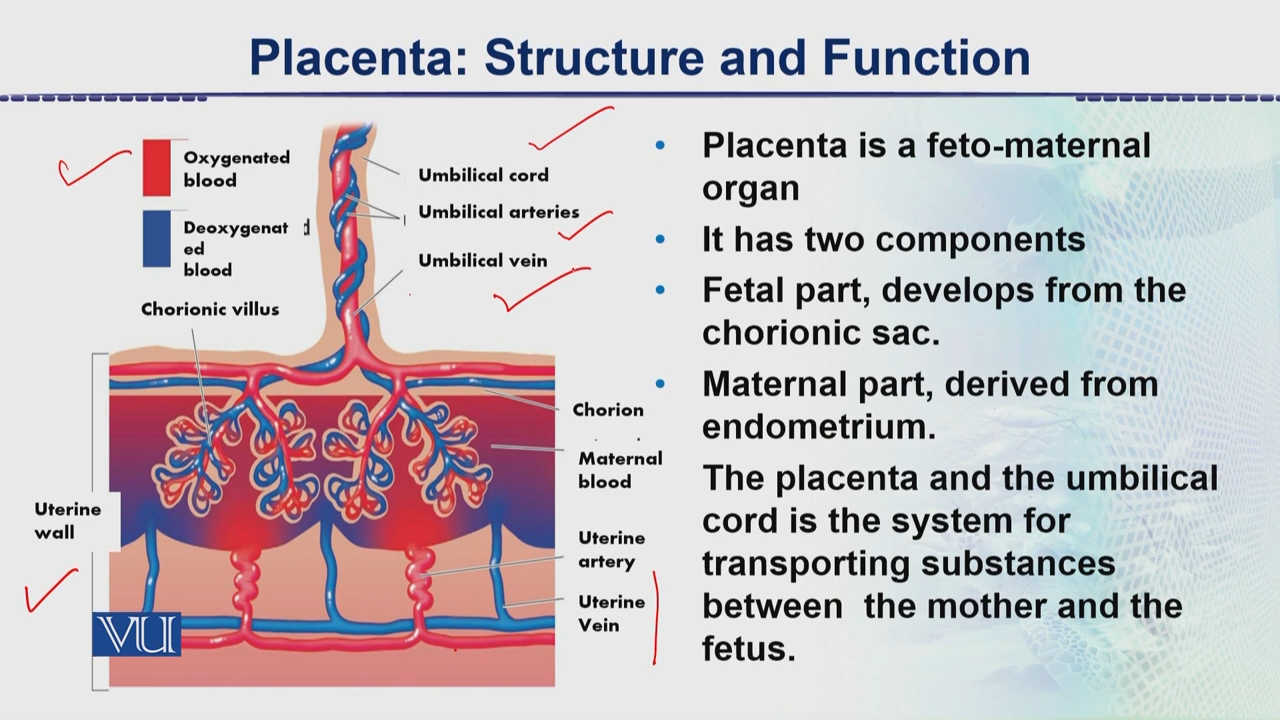 Placenta: Structure and Function
Oxygenated
blood
Deoxygenat
ed
blood
Chorionic villus
Umbilical cord
Umbilical arteries
Umbilical vein
Chorion
Maternal
blood
Uterine
wall
Uterine
artery
Uterine
Vein
VU
• Placenta is a feto-maternal
organ
• It has two components
• Fetal part, develops from the
chorionic sac.
• Maternal part, derived from
endometrium.
The placenta and the umbilical
cord is the system for
transporting substances
between the mother and the
fetus.